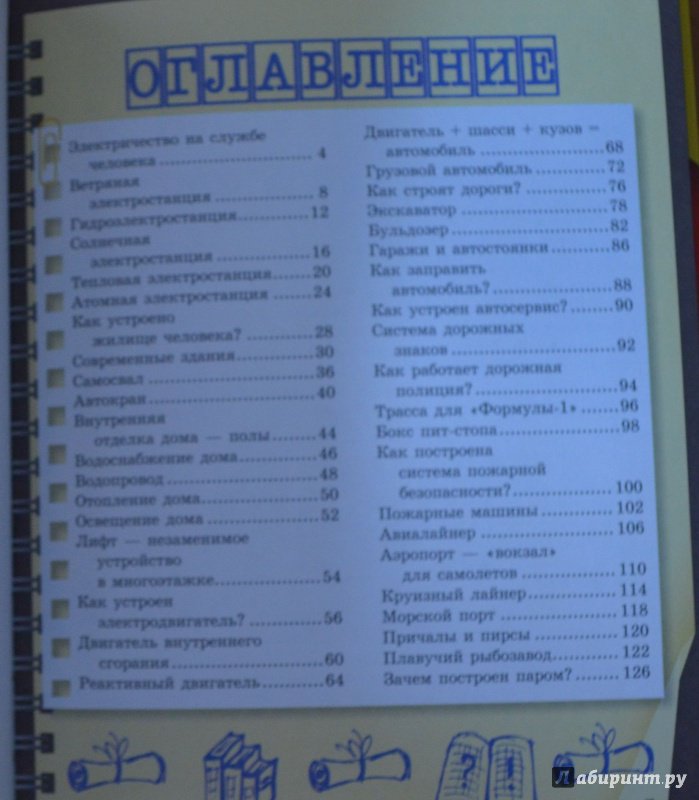 ОГЛАВЛЕНИЕ
Электричество на службе
человека ........................ 4
Ветряная
электростанция ................ 8
Гидроэлектростанция............12
Солнечная
электростанция ................16
Тепловая электростанция.......20
Атомная электростанция .......24
Как устроено
жилище человека? .............28
Современные здания............30
Самосвал ........................36
Автокран ........................40
Внутренняя
отделка дома — полы.......44
Водоснабжение дома............46
Водопровод .....................48
Отопление дома.................50
Освещение дома ................52
Лифт — незаменимое
устройство
в многоэтажке..................54
Как устроен
электродвигатель? ............56
Двигатель внутреннего
сгорания ........................60
Реактивный двигатель...........64
Двигатель + шасси + кузов =
автомобиль .....................68
Грузовой автомобиль ............72
Как строят дороги? .............76
Экскаватор ......................78
Бульдозер .......................82
Гаражи и автостоянки...........86
Как заправить
автомобиль? ....................88
Как устроен автосервис? .......90
Система дорожных
знаков ..........................92
Как работает дорожная
полиция? .......................94
Трасса для «Формулы-1» .......96
Бокс пит-стопа..................98
Как построена
система пожарной
безопасности?..................100
Пожарные машины ............102
Авиалайнер ....................106
Аэропорт — «вокзал»
для самолетов ................110
Круизный лайнер...............114
Морской порт ..................118
Причалы и пирсы .............120
Плавучий рыбозавод...........122
Зачем построен паром? ........126
? !
Лабиринт.ру